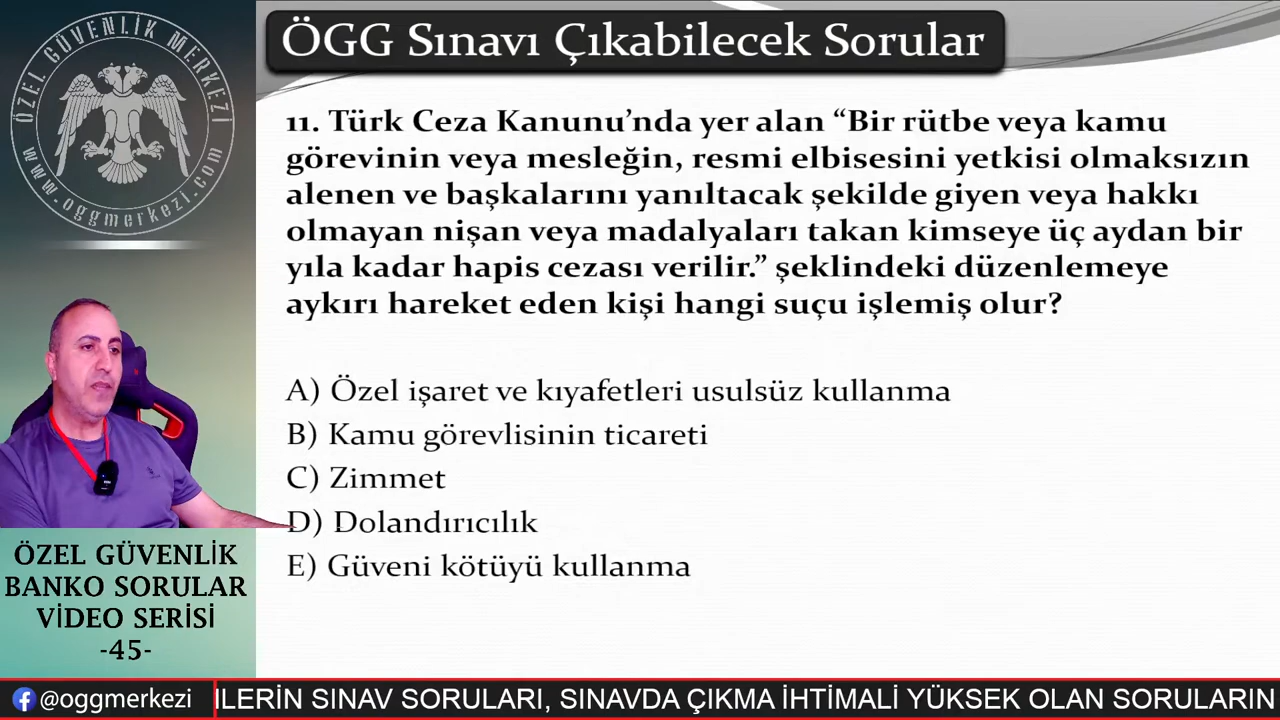 ÖZEL GÜVENLİK MERKEZİ
www.oggmerkezi.com
ÖGG Sınavı Çıkabilecek Sorular
11. Türk Ceza Kanunu’nda yer alan “Bir rütbe veya kamu
görevinin veya mesleğin, resmi elbisesini yetkisi olmaksızın
alenen ve başkalarını yanıltacak şekilde giyen veya hakkı
olmayan nişan veya madalyaları takan kimseye üç aydan bir
yıla kadar hapis cezası verilir.” şeklindeki düzenlemeye
aykırı hareket eden kişi hangi suçu işlemiş olur?
A) Özel işaret ve kıyafetleri usulsüz kullanma
B) Kamu görevlisinin ticareti
C) Zimmet
D) Dolandırıcılık
E) Güveni kötüyü kullanma
ÖZEL GÜVENLİK
BANKO SORULAR
VİDEO SERİSİ
-45-
@oggmerkezi
İLERİN SINAV SORULARI, SINAVDA ÇIKMA İHTİMALİ YÜKSEK OLAN SORULARIN